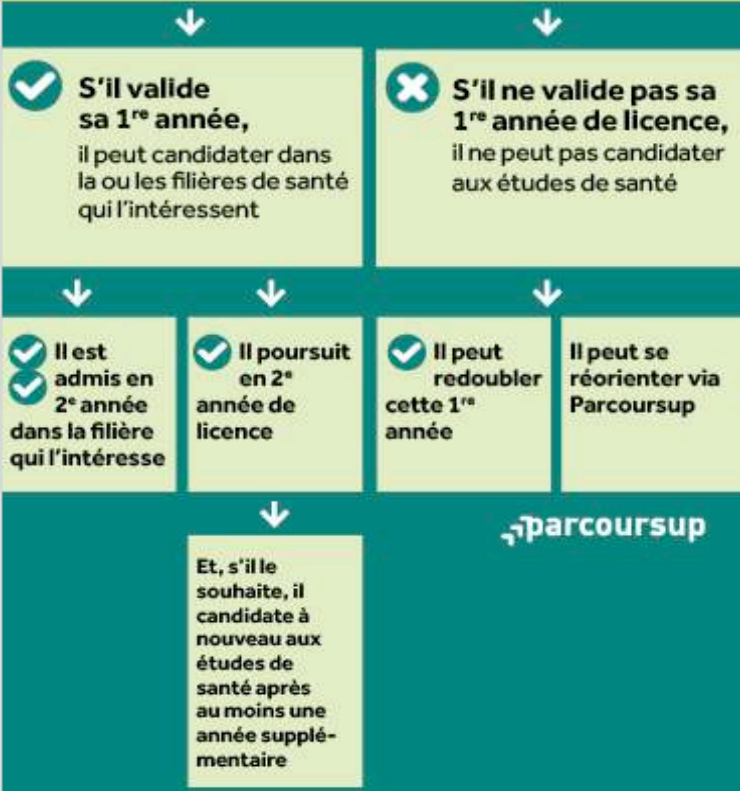 S'il valide
sa 1re année,
il peut candidater dans
la ou les filières de santé
qui l'intéressent
S'il ne valide pas sa
1re année de licence,
il ne peut pas candidater
aux études de santé
Il est
admis en
2e année
dans la filière
qui l'intéresse
Il poursuit
en 2e
année de
licence
Il peut
redoubler
cette 1re
année
Il peut se
réorienter via
Parcoursup
parcoursup
Et, s'il le
souhaite, il
candidate à
nouveau aux
études de
santé après
au moins une
année supplé-
mentaire